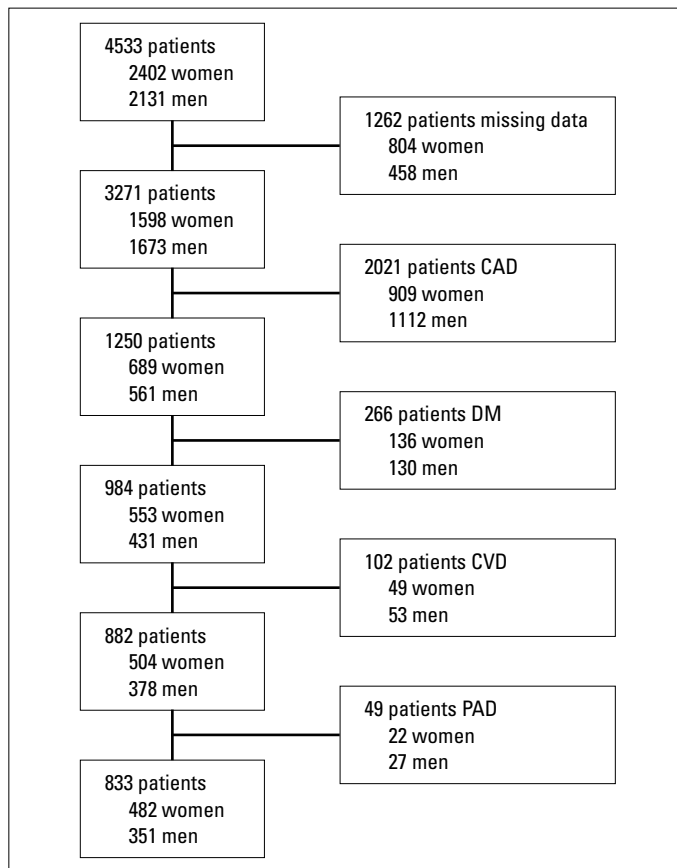 4533 patients
2402 women
2131 men
1262 patients missing data
804 women
458 men
3271 patients
1598 women
1673 men
2021 patients CAD
909 women
1112 men
1250 patients
689 women
561 men
266 patients DM
136 women
130 men
984 patients
553 women
431 men
102 patients CVD
49 women
53 men
882 patients
504 women
378 men
49 patients PAD
22 women
27 men
833 patients
482 women
351 men